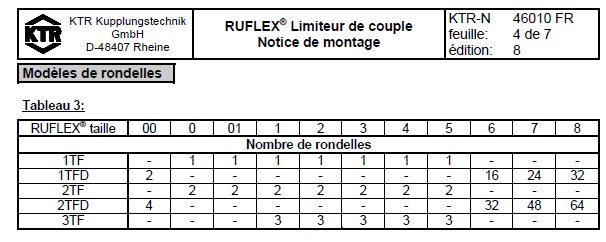 KTR
KTR Kupplungstechnik
GmbH
D-48407 Rheine
RUFLEX® Limiteur de couple
Notice de montage
KTR-N 46010 FR
feuille: 4 de 7
édition: 8
Modèles de rondelles
Tableau 3:
RUFLEX® taille 00 0 01 1 2 3 4 5 6 7 8
Nombre de rondelles
1TF - 1 1 1 1 1 1 1 - - -
1TFD 2 - - - - - - - 16 24 32
2TF - 2 2 2 2 2 2 2 - - -
2TFD 4 - - - - - - - 32 48 64
3TF - - - 3 3 3 3 3 - - -